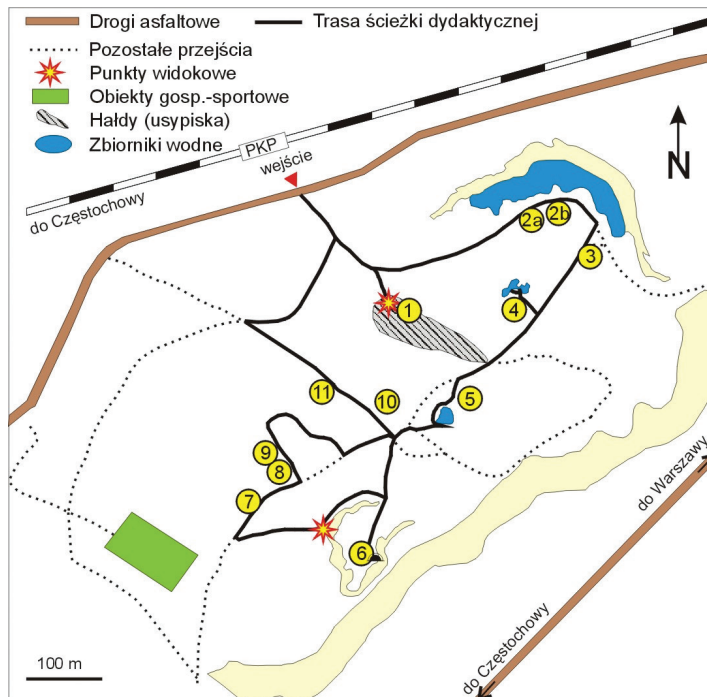 Drogi asfaltowe
Trasa ścieżki dydaktycznej
Pozostałe przejścia
Punkty widokowe
Obiekty gosp.-sportowe
Hałdy (usypiska)
Zbiorniki wodne
PKP
wejście
do Częstochowy
N
2a
2b
3
1
4
11
10
5
9
8
7
6
do Warszawy
do Częstochowy
100 m